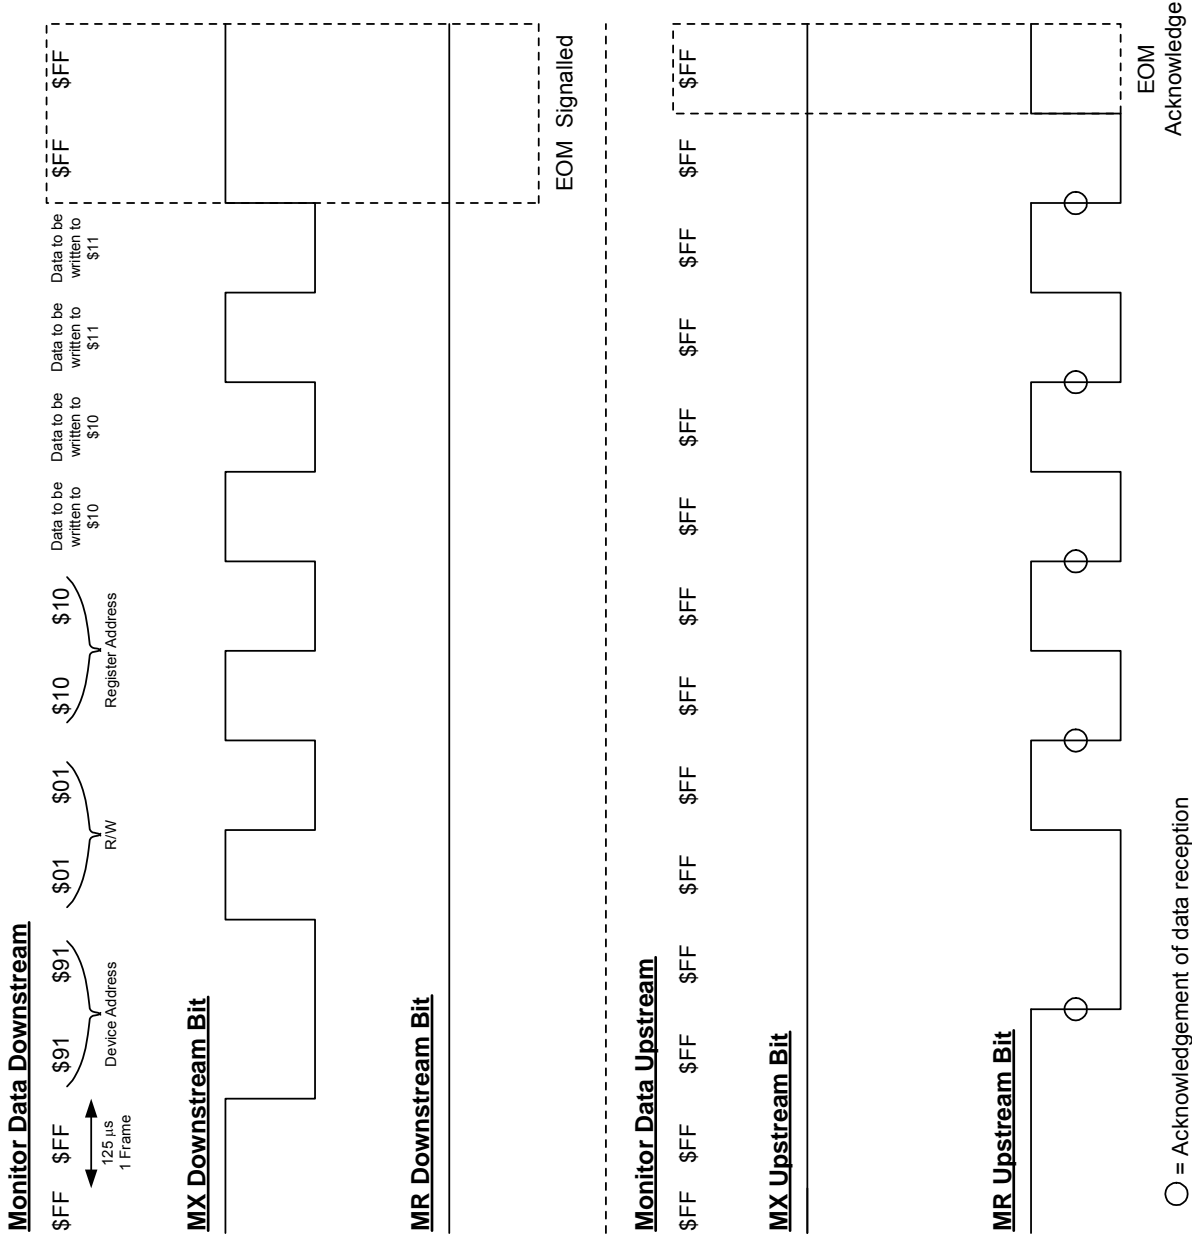 Monitor Data Downstream
$FF $FF $91 $91 $01 $01 $10 $10
Data to be
written to
$10
Data to be
written to
$10
Data to be
written to
$11
Data to be
written to
$11
$FF $FF
125 µs
1 Frame
Device Address
R/W
Register Address
MX Downstream Bit
MR Downstream Bit
EOM Signalled
Monitor Data Upstream
$FF $FF $FF $FF $FF $FF $FF $FF $FF $FF $FF $FF $FF $FF
MX Upstream Bit
MR Upstream Bit
EOM
Acknowledge
= Acknowledgement of data reception